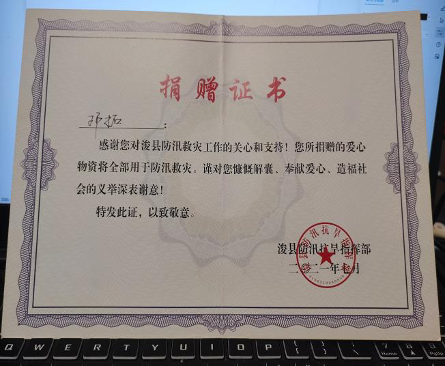 捐赠证书
:
感谢您对浚县防汛救灾工作的关心和支持！您所捐赠的爱心
物资将全部用于防汛救灾。谨对您慷慨解囊、奉献爱心、造福社
会的义举深表谢意！
特发此证，以致敬意。
浚县防汛抗旱指挥部
二〇二一年 月
Q W E R T Y U I O P